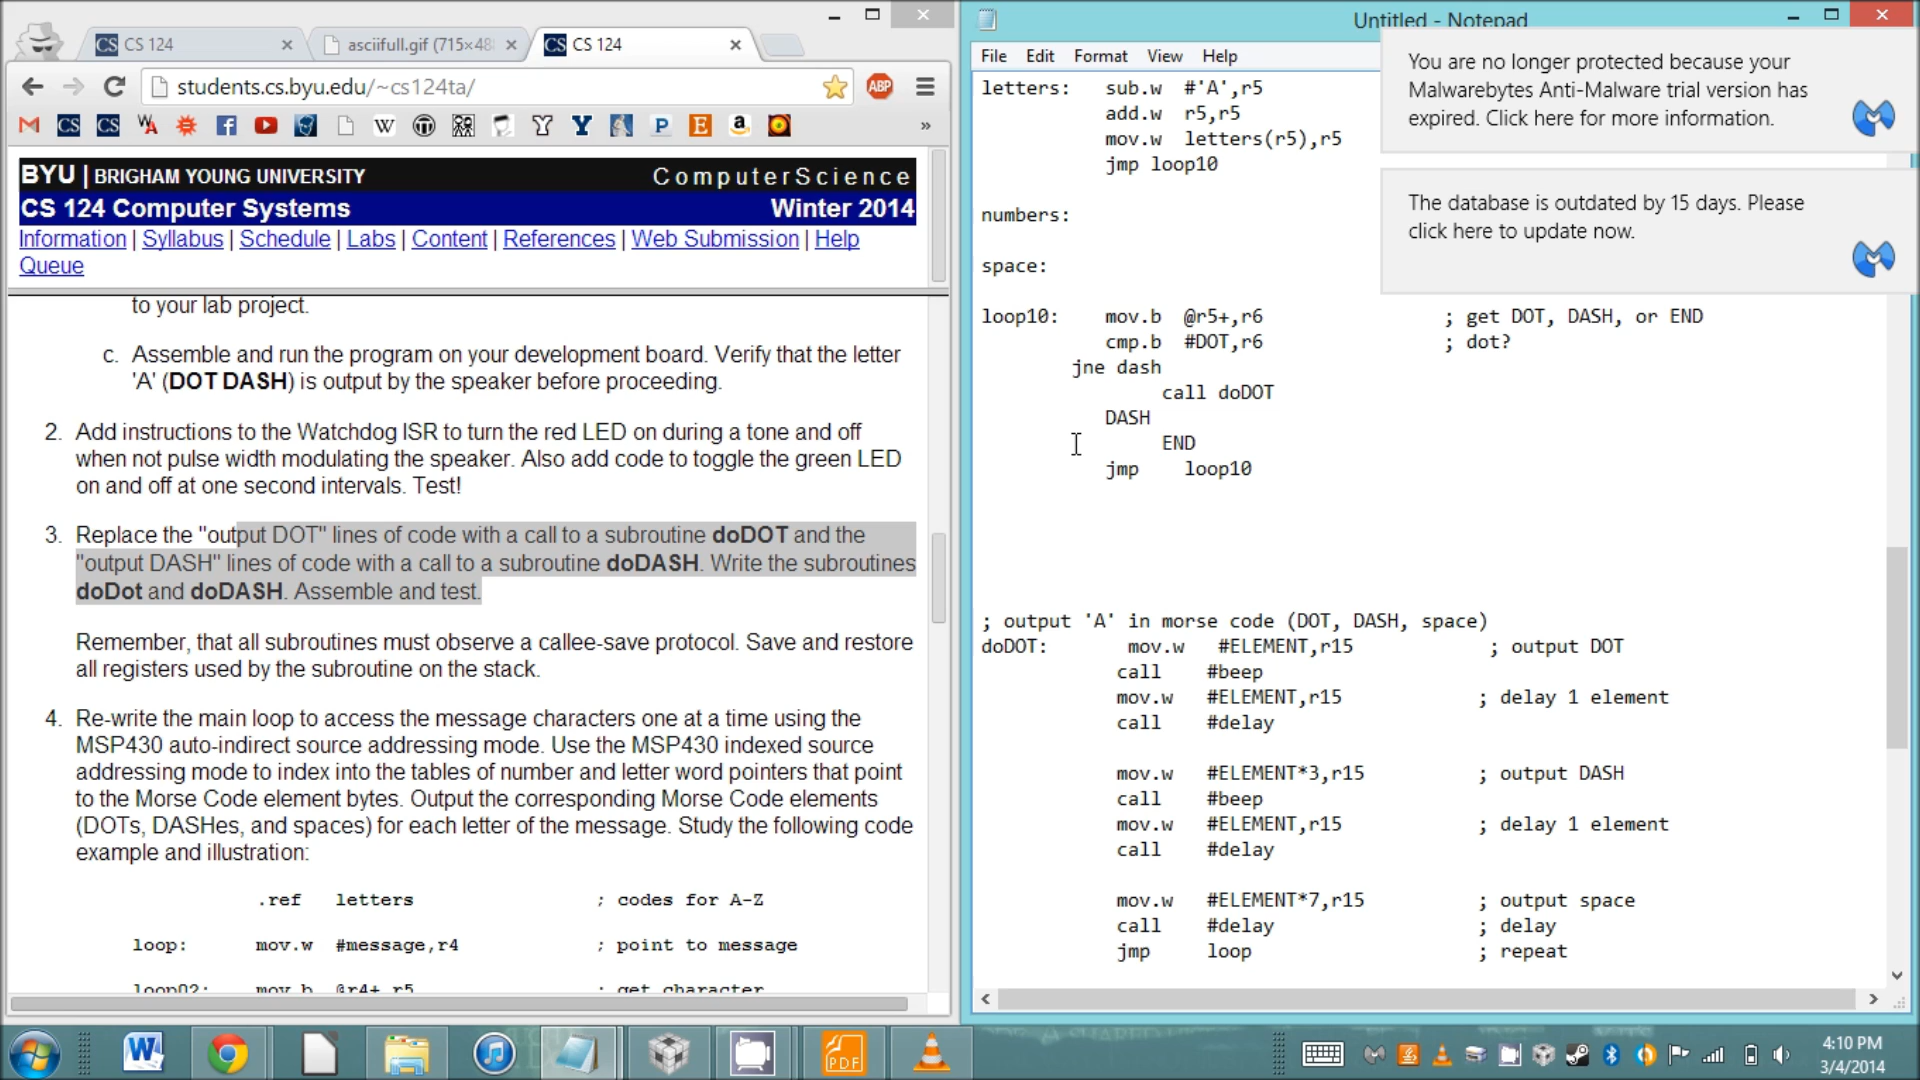 CS 124
asciifull.gif (715×48
CS 124
students.cs.byu.edu/~cs124ta/
ABP
BYU | BRIGHAM YOUNG UNIVERSITY ComputerScience
CS 124 Computer Systems Winter 2014
Information | Syllabus | Schedule | Labs | Content | References | Web Submission | Help
Queue
to your lab project.
c. Assemble and run the program on your development board. Verify that the letter
'A' (DOT DASH) is output by the speaker before proceeding.
2. Add instructions to the Watchdog ISR to turn the red LED on during a tone and off
when not pulse width modulating the speaker. Also add code to toggle the green LED
on and off at one second intervals. Test!
3. Replace the "output DOT" lines of code with a call to a subroutine doDOT and the
"output DASH" lines of code with a call to a subroutine doDASH. Write the subroutines
doDot and doDASH. Assemble and test.
Remember, that all subroutines must observe a callee-save protocol. Save and restore
all registers used by the subroutine on the stack.
4. Re-write the main loop to access the message characters one at a time using the
MSP430 auto-indirect source addressing mode. Use the MSP430 indexed source
addressing mode to index into the tables of number and letter word pointers that point
to the Morse Code element bytes. Output the corresponding Morse Code elements
(DOTs, DASHes, and spaces) for each letter of the message. Study the following code
example and illustration:
.ref letters ; codes for A-Z
loop: mov.w #message,r4 ; point to message
loop02: mov.b @r4+,r5 ; get character
Untitled - Notepad
File Edit Format View Help
letters: sub.w #'A',r5
add.w r5,r5
mov.w letters(r5),r5
jmp loop10
numbers:
space:
loop10: mov.b @r5+,r6 ; get DOT, DASH, or END
cmp.b #DOT,r6 ; dot?
jne dash
call doDOT
DASH
END
jmp loop10
; output 'A' in morse code (DOT, DASH, space)
doDOT: mov.w #ELEMENT,r15 ; output DOT
call #beep
mov.w #ELEMENT,r15 ; delay 1 element
call #delay
mov.w #ELEMENT*3,r15 ; output DASH
call #beep
mov.w #ELEMENT,r15 ; delay 1 element
call #delay
mov.w #ELEMENT*7,r15 ; output space
call #delay ; delay
jmp loop ; repeat
You are no longer protected because your
Malwarebytes Anti-Malware trial version has
expired. Click here for more information.
The database is outdated by 15 days. Please
click here to update now.
PDF
4:10 PM
3/4/2014